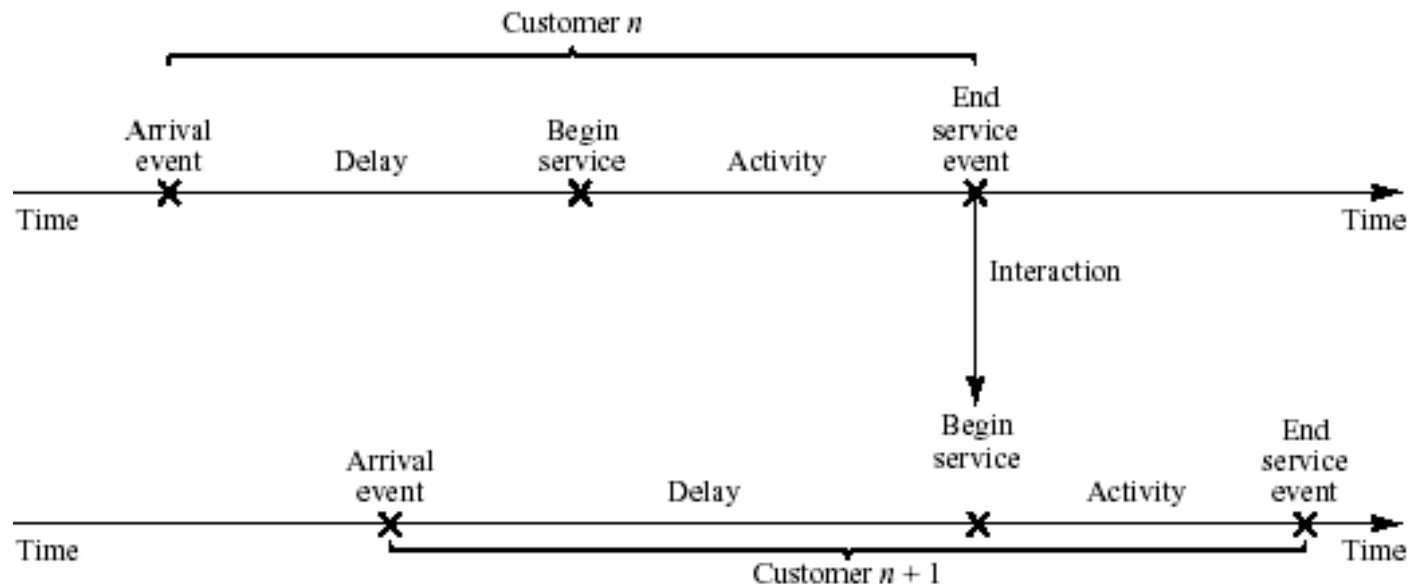 Customer n
Arrival
event
Delay
Begin
service
Activity
End
service
event
Time
Time
Interaction
Arrival
event
Delay
Begin
service
Activity
End
service
event
Time
Time
Customer n + 1